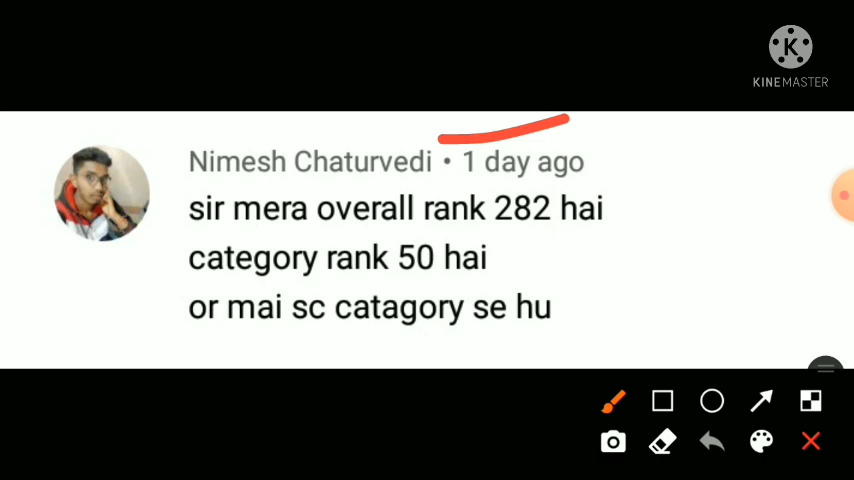 K
KINEMASTER
Nimesh Chaturvedi • 1 day ago
sir mera overall rank 282 hai
category rank 50 hai
or mai sc catagory se hu